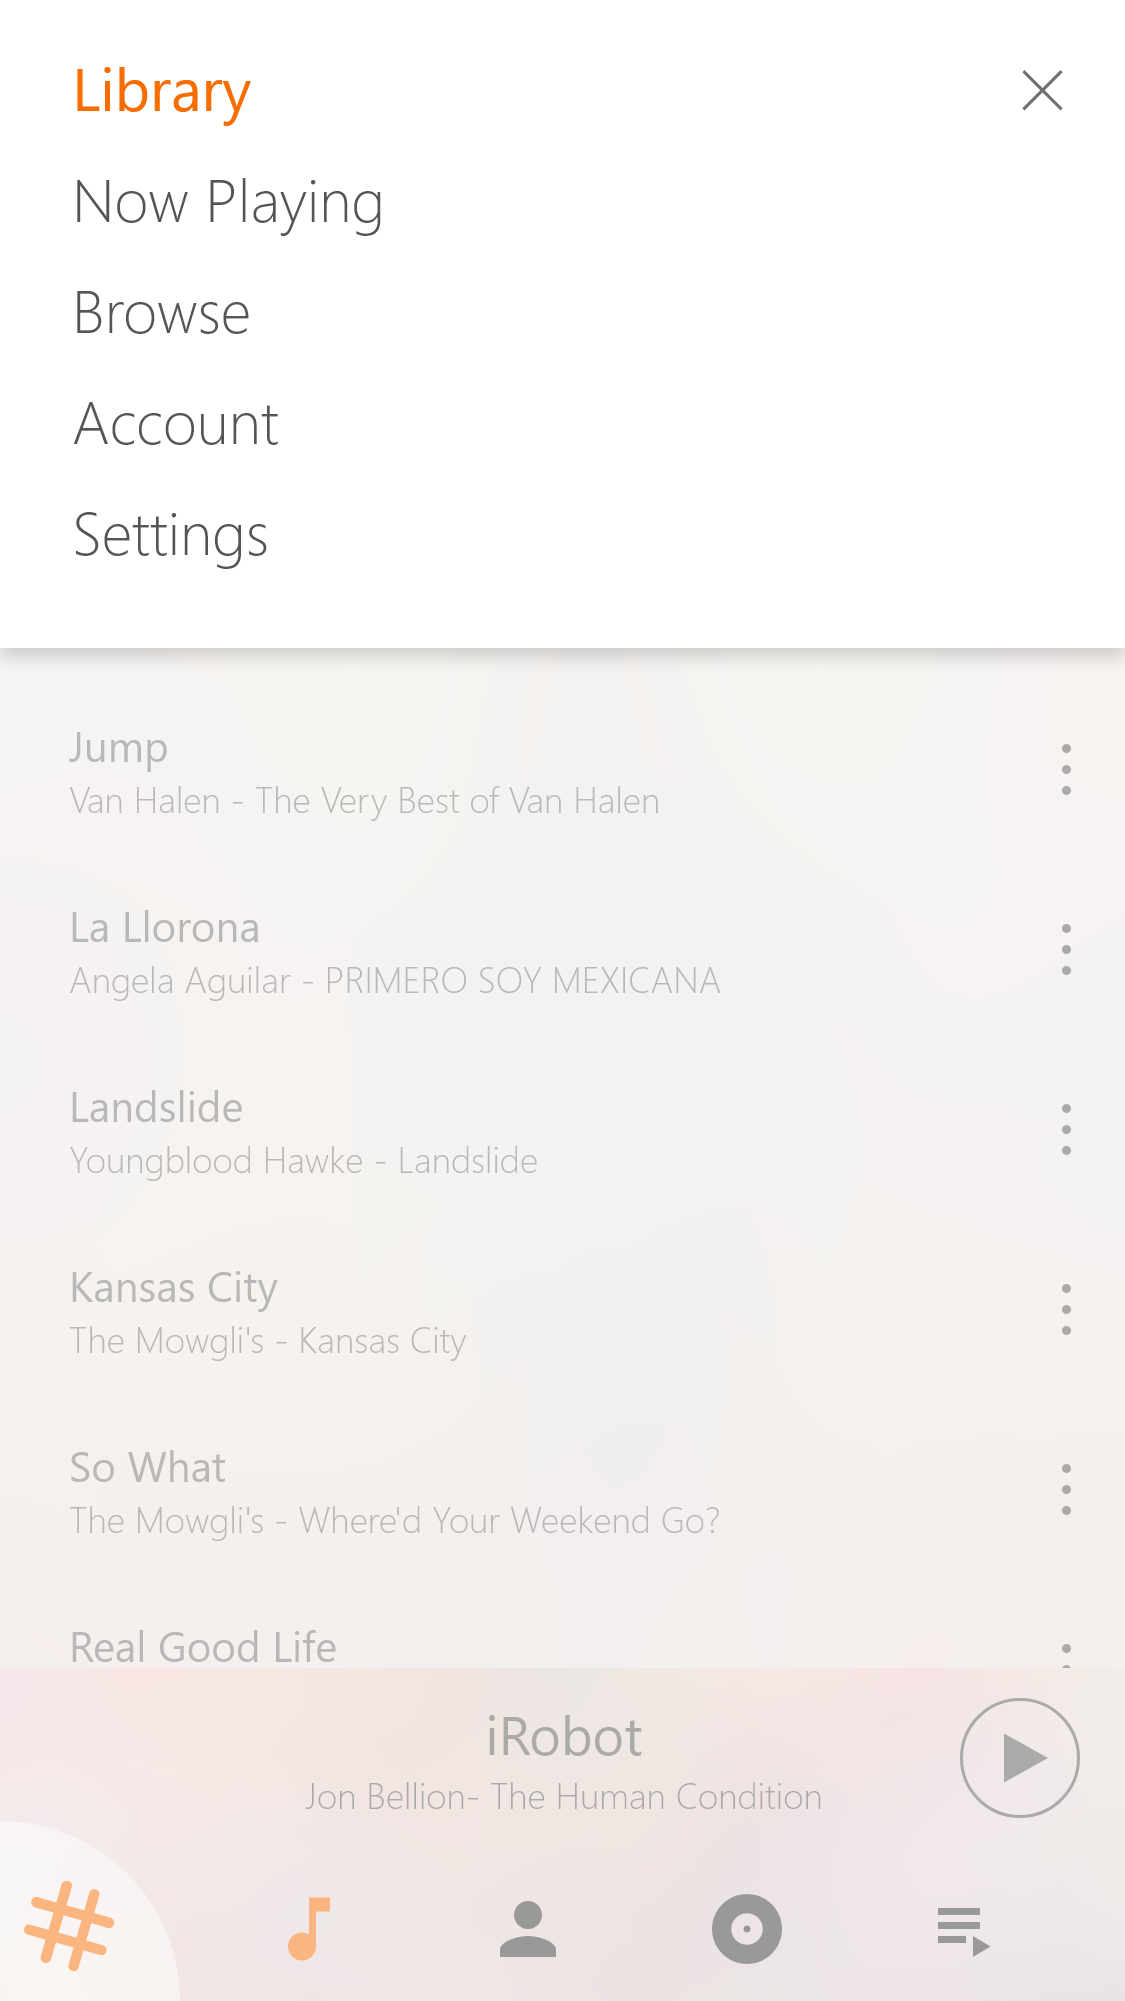 Library
Now Playing
Browse
Account
Settings
Jump
Van Halen - The Very Best of Van Halen
La Llorona
Angela Aguilar - PRIMERO SOY MEXICANA
Landslide
Youngblood Hawke - Landslide
Kansas City
The Mowgli's - Kansas City
So What
The Mowgli's - Where'd Your Weekend Go?
Real Good Life
iRobot
Jon Bellion- The Human Condition
#